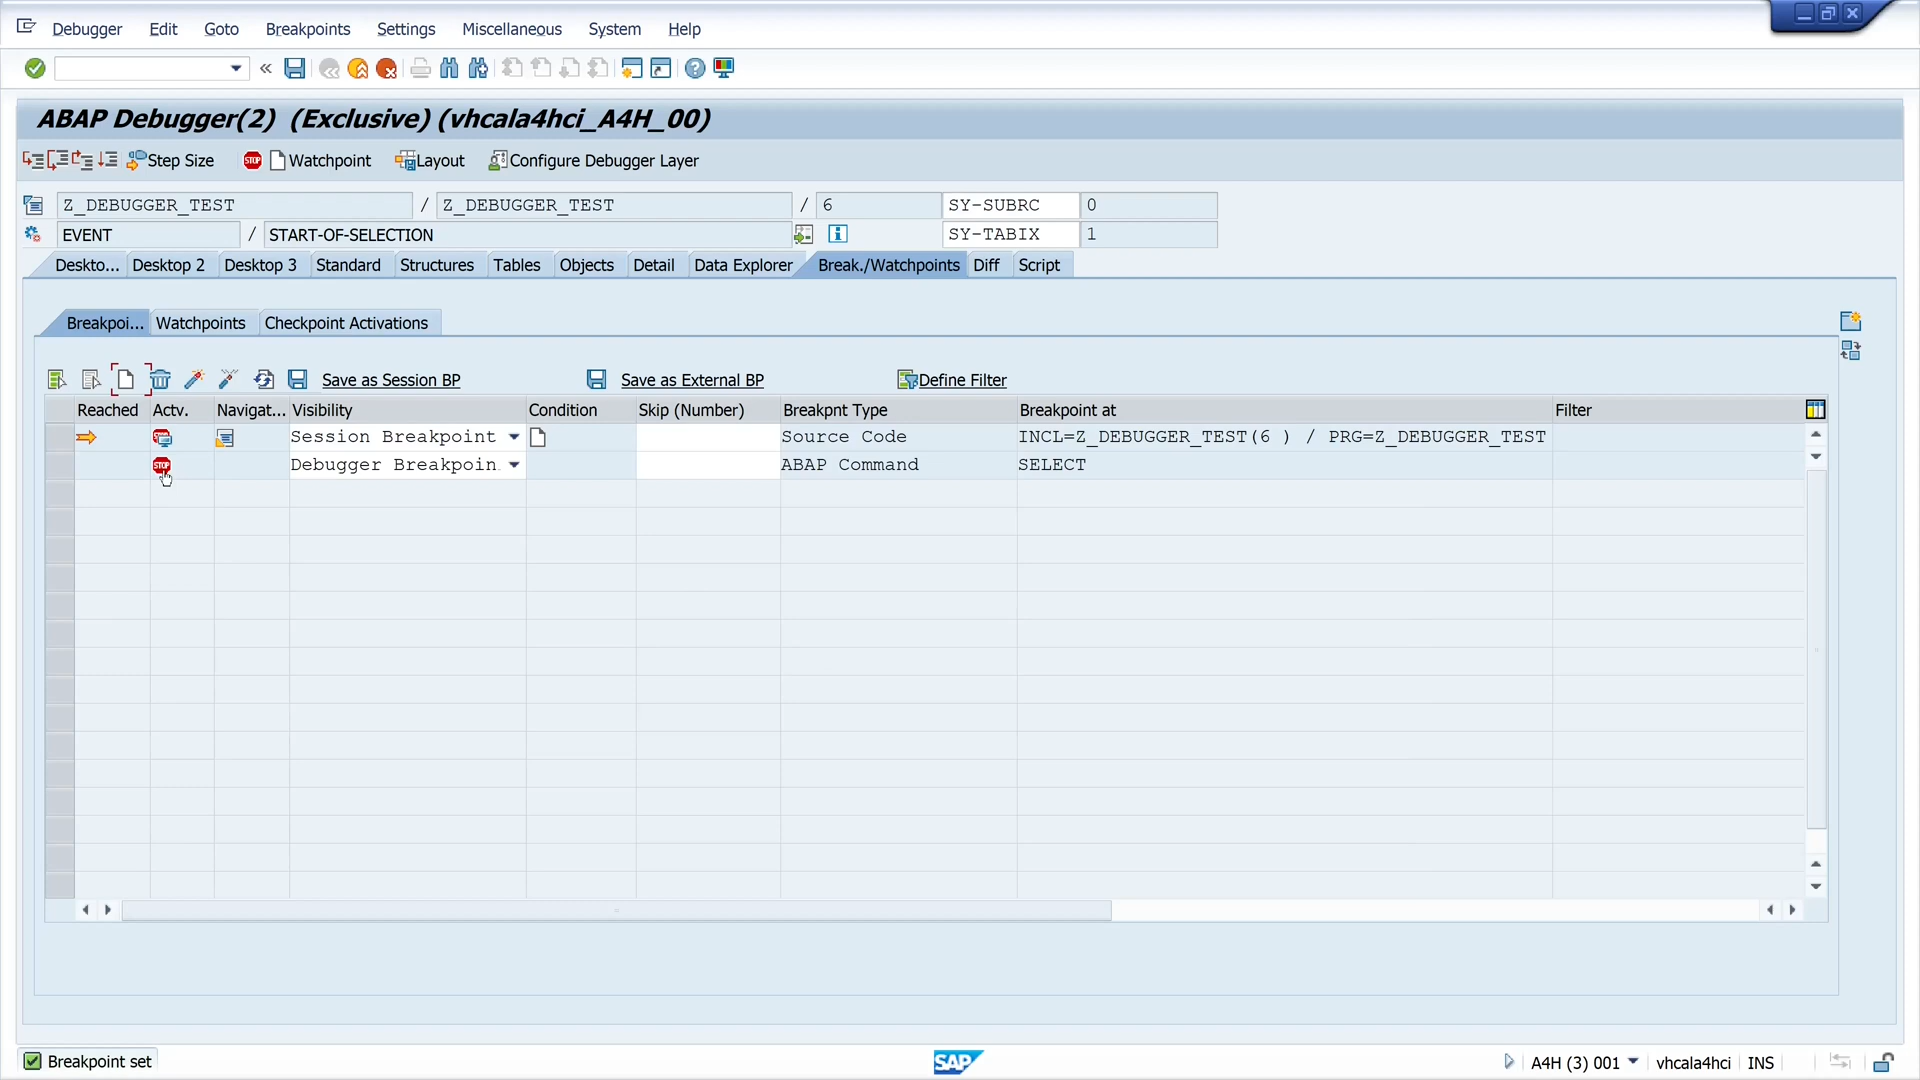 Debugger Edit Goto Breakpoints Settings Miscellaneous System Help
ABAP Debugger(2) (Exclusive) (vhcala4hci_A4H_00)
Step Size STOP Watchpoint Layout Configure Debugger Layer
Z_DEBUGGER_TEST / Z_DEBUGGER_TEST / 6 SY-SUBRC 0
EVENT / START-OF-SELECTION SY-TABIX 1
Deskto... Desktop 2 Desktop 3 Standard Structures Tables Objects Detail Data Explorer Break./Watchpoints Diff Script
Breakpoi... Watchpoints Checkpoint Activations
Save as Session BP Save as External BP Define Filter
Reached Actv. Navigat... Visibility Condition Skip (Number) Breakpnt Type Breakpoint at Filter
Session Breakpoint Source Code INCL=Z_DEBUGGER_TEST(6 ) / PRG=Z_DEBUGGER_TEST
STOP Debugger Breakpoin ABAP Command SELECT
Breakpoint set SAP A4H (3) 001 vhcala4hci INS